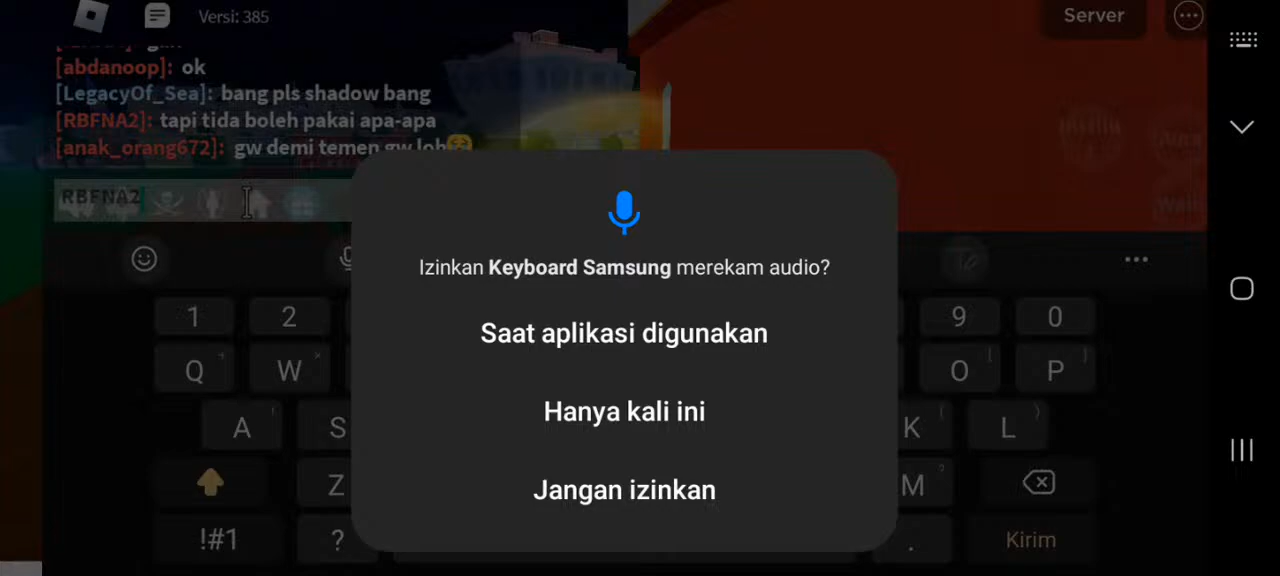 Versi: 385
Server
[abdanoop]: ok
[LegacyOf_Sea]: bang pls shadow bang
[RBFNA2]: tapi tida boleh pakai apa-apa
[anak_orang672]: gw demi temen gw loh
RBFNA2
Izinkan Keyboard Samsung merekam audio?
Saat aplikasi digunakan
Hanya kali ini
Jangan izinkan
1 2 9 0
Q W O P
A S K L
Z M
!#1 ? . Kirim